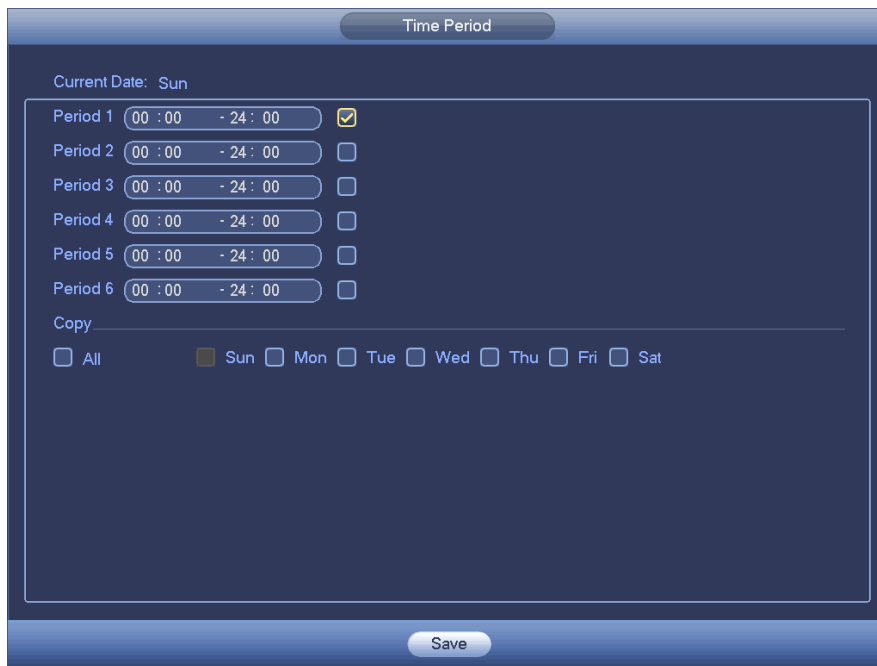 Time Period
Current Date: Sun
Period 1 00 :00 - 24 : 00
Period 2 00 :00 - 24 : 00
Period 3 00 :00 - 24 : 00
Period 4 00 :00 - 24 : 00
Period 5 00 :00 - 24 : 00
Period 6 00 :00 - 24 : 00
Copy
All Sun Mon Tue Wed Thu Fri Sat
Save